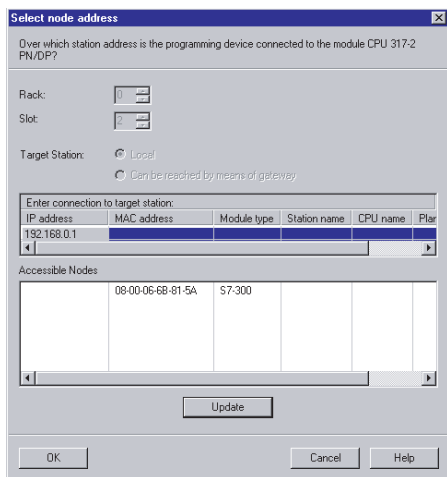 Select node address
Over which station address is the programming device connected to the module CPU 317-2
PN/DP?
Rack: 0
Slot: 2
Target Station: Local
Can be reached by means of gateway
Enter connection to target station:
IP address MAC address Module type Station name CPU name Plar
192.168.0.1
Accessible Nodes
08-00-06-6B-81-5A S7-300
Update
OK Cancel Help